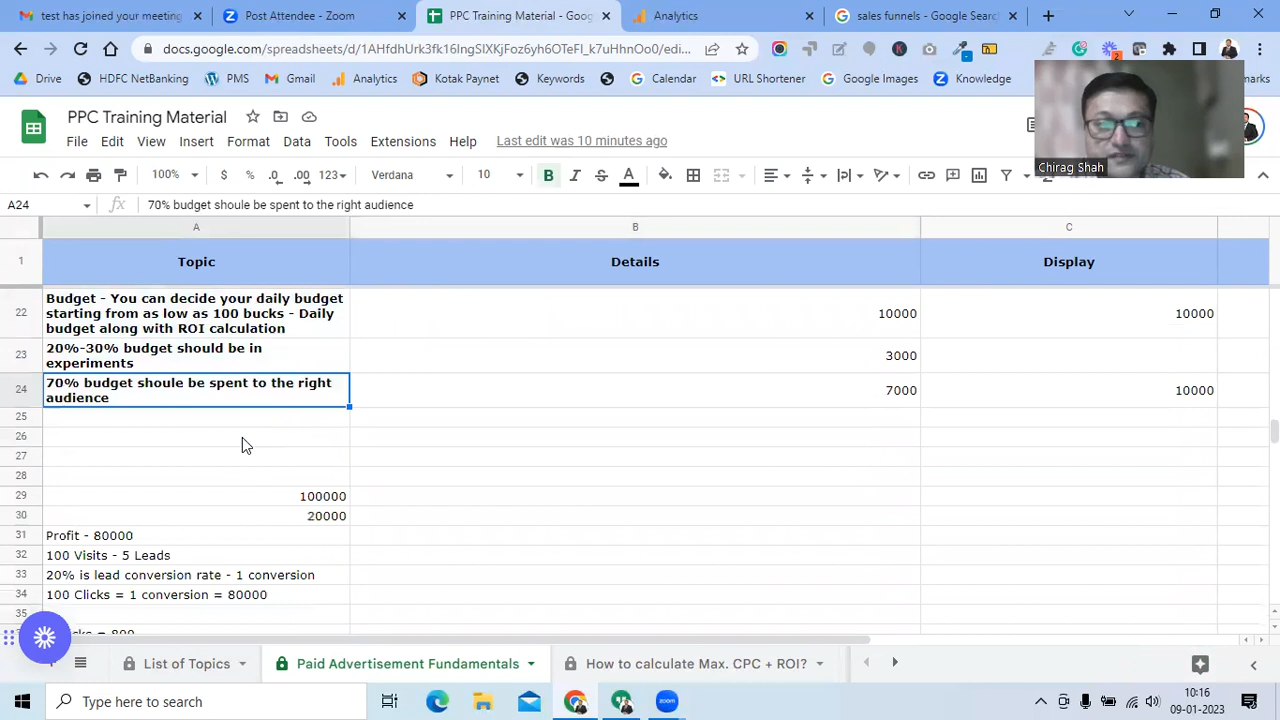 test has joined your meeting
Post Attendee - Zoom
PPC Training Material - Goog
Analytics
sales funnels - Google Searc
docs.google.com/spreadsheets/d/1AHfdhUrk3fk16IngSlXKjFoz6yh6OTeFI_k7uHhnOo0/edi...
2
Drive
HDFC NetBanking
PMS
Gmail
Analytics
Kotak Paynet
Keywords
Calendar
URL Shortener
Google Images
Knowledge
PPC Training Material
File Edit View Insert Format Data Tools Extensions Help
Last edit was 10 minutes ago
Chirag Shah
100% $ % .0 .00 123 Verdana 10 B I S A
A24 fx 70% budget shoule be spent to the right audience
A B C
1 Topic Details Display
22 Budget - You can decide your daily budget
starting from as low as 100 bucks - Daily
budget along with ROI calculation
10000 10000
23 20%-30% budget should be in
experiments
3000
24 70% budget shoule be spent to the right
audience
7000 10000
25
26
27
28
29 100000
30 20000
31 Profit - 80000
32 100 Visits - 5 Leads
33 20% is lead conversion rate - 1 conversion
34 100 Clicks = 1 conversion = 80000
35
List of Topics
Paid Advertisement Fundamentals
How to calculate Max. CPC + ROI?
Type here to search
10:16
09-01-2023